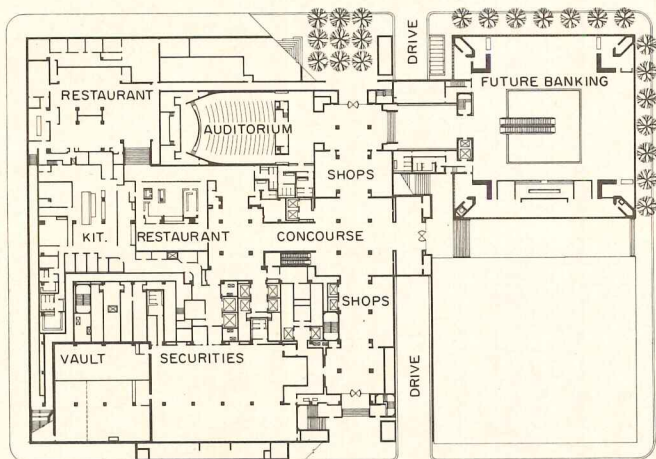 DRIVE
RESTAURANT
FUTURE BANKING
AUDITORIUM
SHOPS
KIT.
RESTAURANT
CONCOURSE
SHOPS
VAULT
SECURITIES
DRIVE